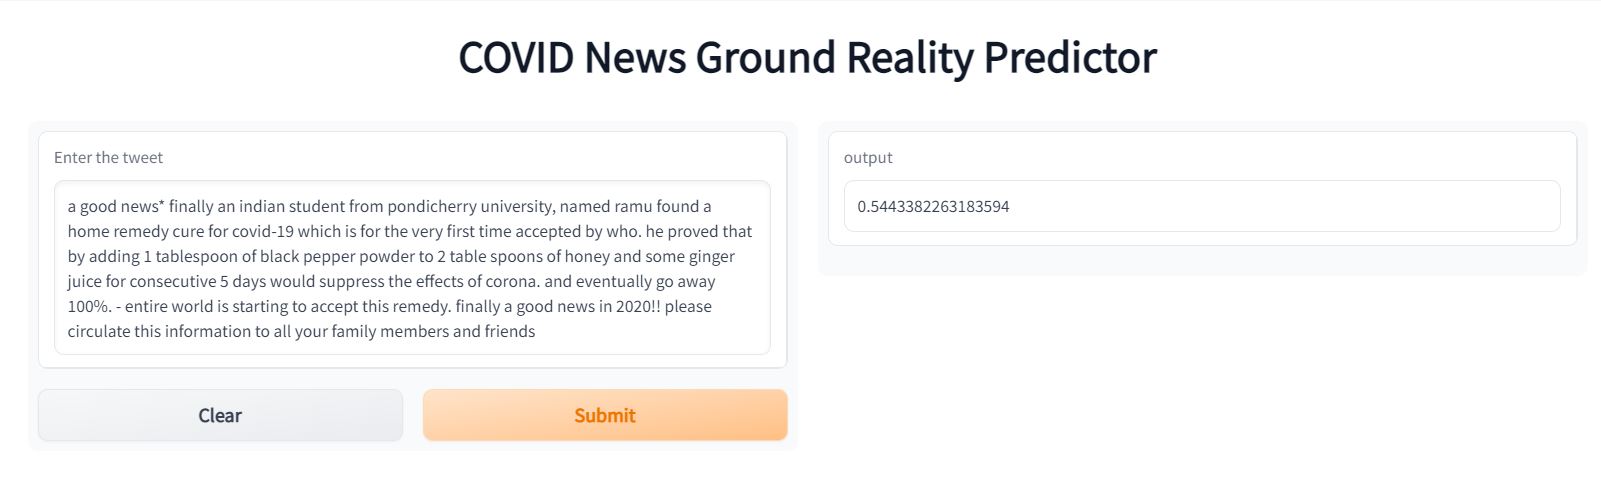 COVID News Ground Reality Predictor
Enter the tweet
a good news* finally an indian student from pondicherry university, named ramu found a
home remedy cure for covid-19 which is for the very first time accepted by who. he proved that
by adding 1 tablespoon of black pepper powder to 2 table spoons of honey and some ginger
juice for consecutive 5 days would suppress the effects of corona. and eventually go away
100%. - entire world is starting to accept this remedy. finally a good news in 2020!! please
circulate this information to all your family members and friends
Clear
Submit
output
0.5443382263183594